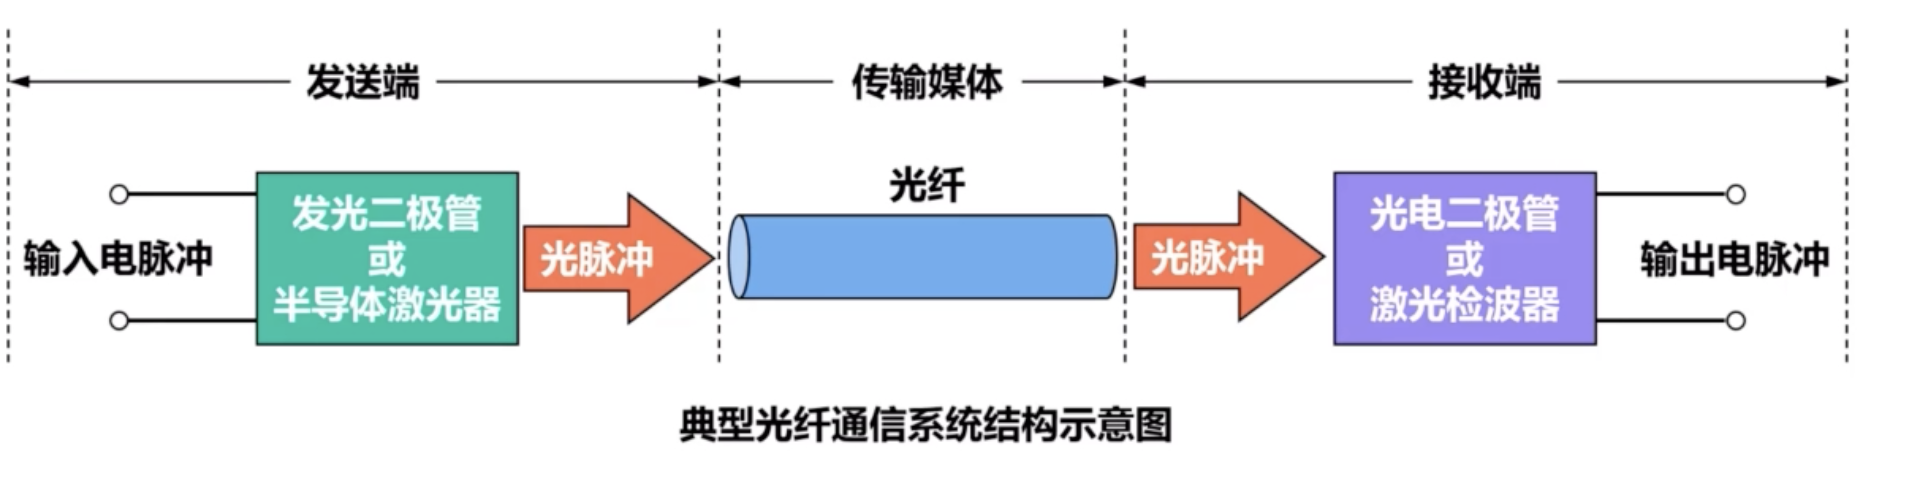 发送端
传输媒体
接收端
输入电脉冲
发光二极管
或
半导体激光器
光脉冲
光纤
光脉冲
光电二极管
或
激光检波器
输出电脉冲
典型光纤通信系统结构示意图